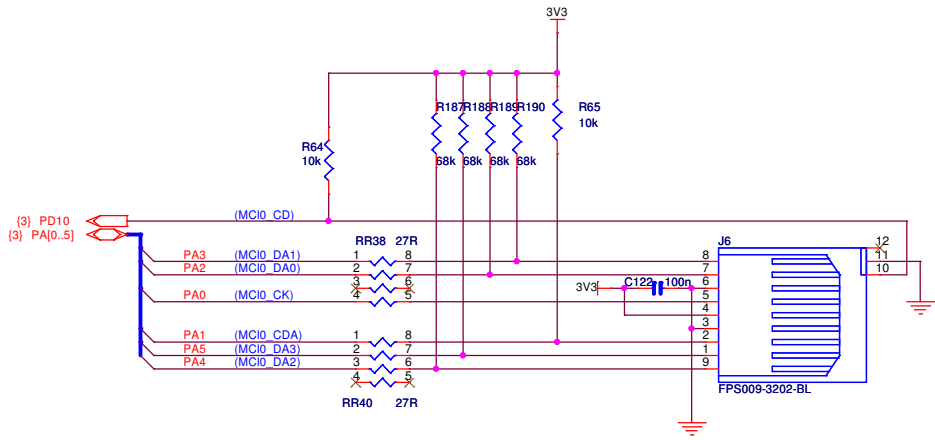 3V3
R187 R188 R189 R190 R65
10k
R64
10k
68k 68k 68k 68k
{3} PD10 (MCI0_CD)
{3} PA[0..5]
RR38 27R
J6
12
PA3 (MCI0_DA1) 1 8 8 11
PA2 (MCI0_DA0) 2 7 7 10
3 6 3V3 C122 100n 6
PA0 (MCI0_CK) 4 5 5
4
3
PA1 (MCI0_CDA) 1 8 2
PA5 (MCI0_DA3) 2 7 1
PA4 (MCI0_DA2) 3 6 9
4 5
FPS009-3202-BL
RR40 27R